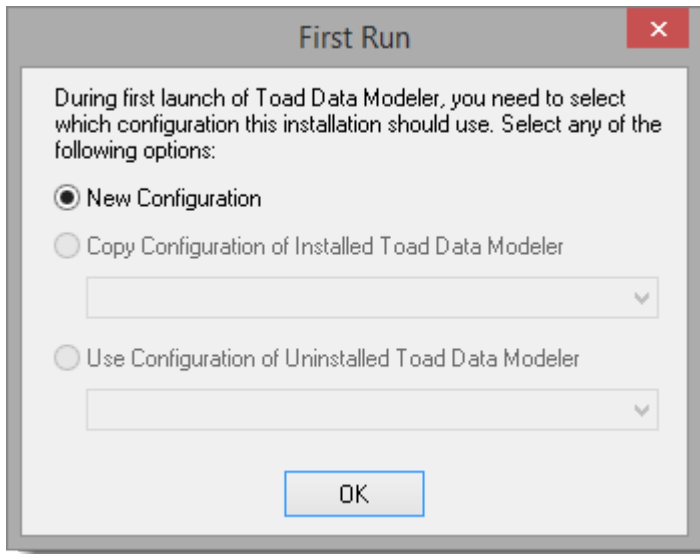 First Run
During first launch of Toad Data Modeler, you need to select
which configuration this installation should use. Select any of the
following options:
New Configuration
Copy Configuration of Installed Toad Data Modeler
Use Configuration of Uninstalled Toad Data Modeler
OK